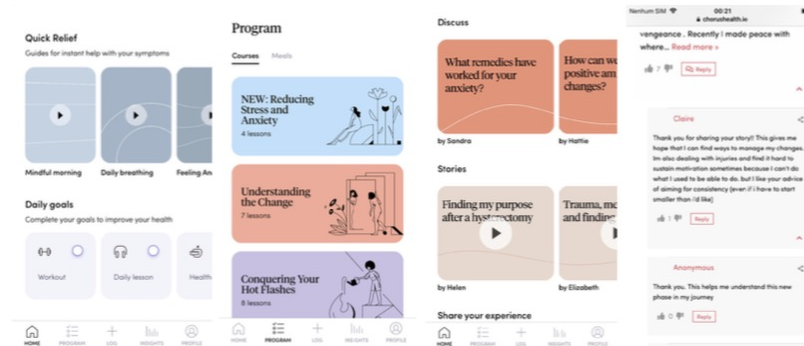 Quick Relief
Guides for instant help with your symptoms
Mindful morning
Daily breathing
Feeling An
Daily goals
Complete your goals to improve your health
Workout
Daily lesson
Health
HOME
PROGRAM
LOG
INSIGHTS
PROFILE
Program
Courses
Meals
NEW: Reducing
Stress and
Anxiety
4 lessons
Understanding
the Change
7 lessons
Conquering Your
Hot Flashes
8 lessons
HOME
PROGRAM
LOG
INSIGHTS
PROFILE
Discuss
What remedies have
worked for your
anxiety?
by Sandra
How can we
positive am
changes?
by Hattie
Stories
Finding my purpose
after a hysterectomy
by Helen
Trauma, me
and finding
by Elizabeth
Share your experience
HOME
PROGRAM
LOG
INSIGHTS
PROFILE
Nenhum SIM
00:21
chorushealth.io
vengeance . Recently I made peace with
where... Read more »
7
Reply
Claire
Thank you for sharing your story!! This gives me
hope that I can find ways to manage my changes.
Im also dealing with injuries and find it hard to
sustain motivation sometimes because I can't do
what I used to be able to do. but I like your advice
of aiming for consistency (even if i have to start
smaller than i'd like)
1
Reply
Anonymous
Thank you. This helps me understand this new
phase in my journey
0
Reply